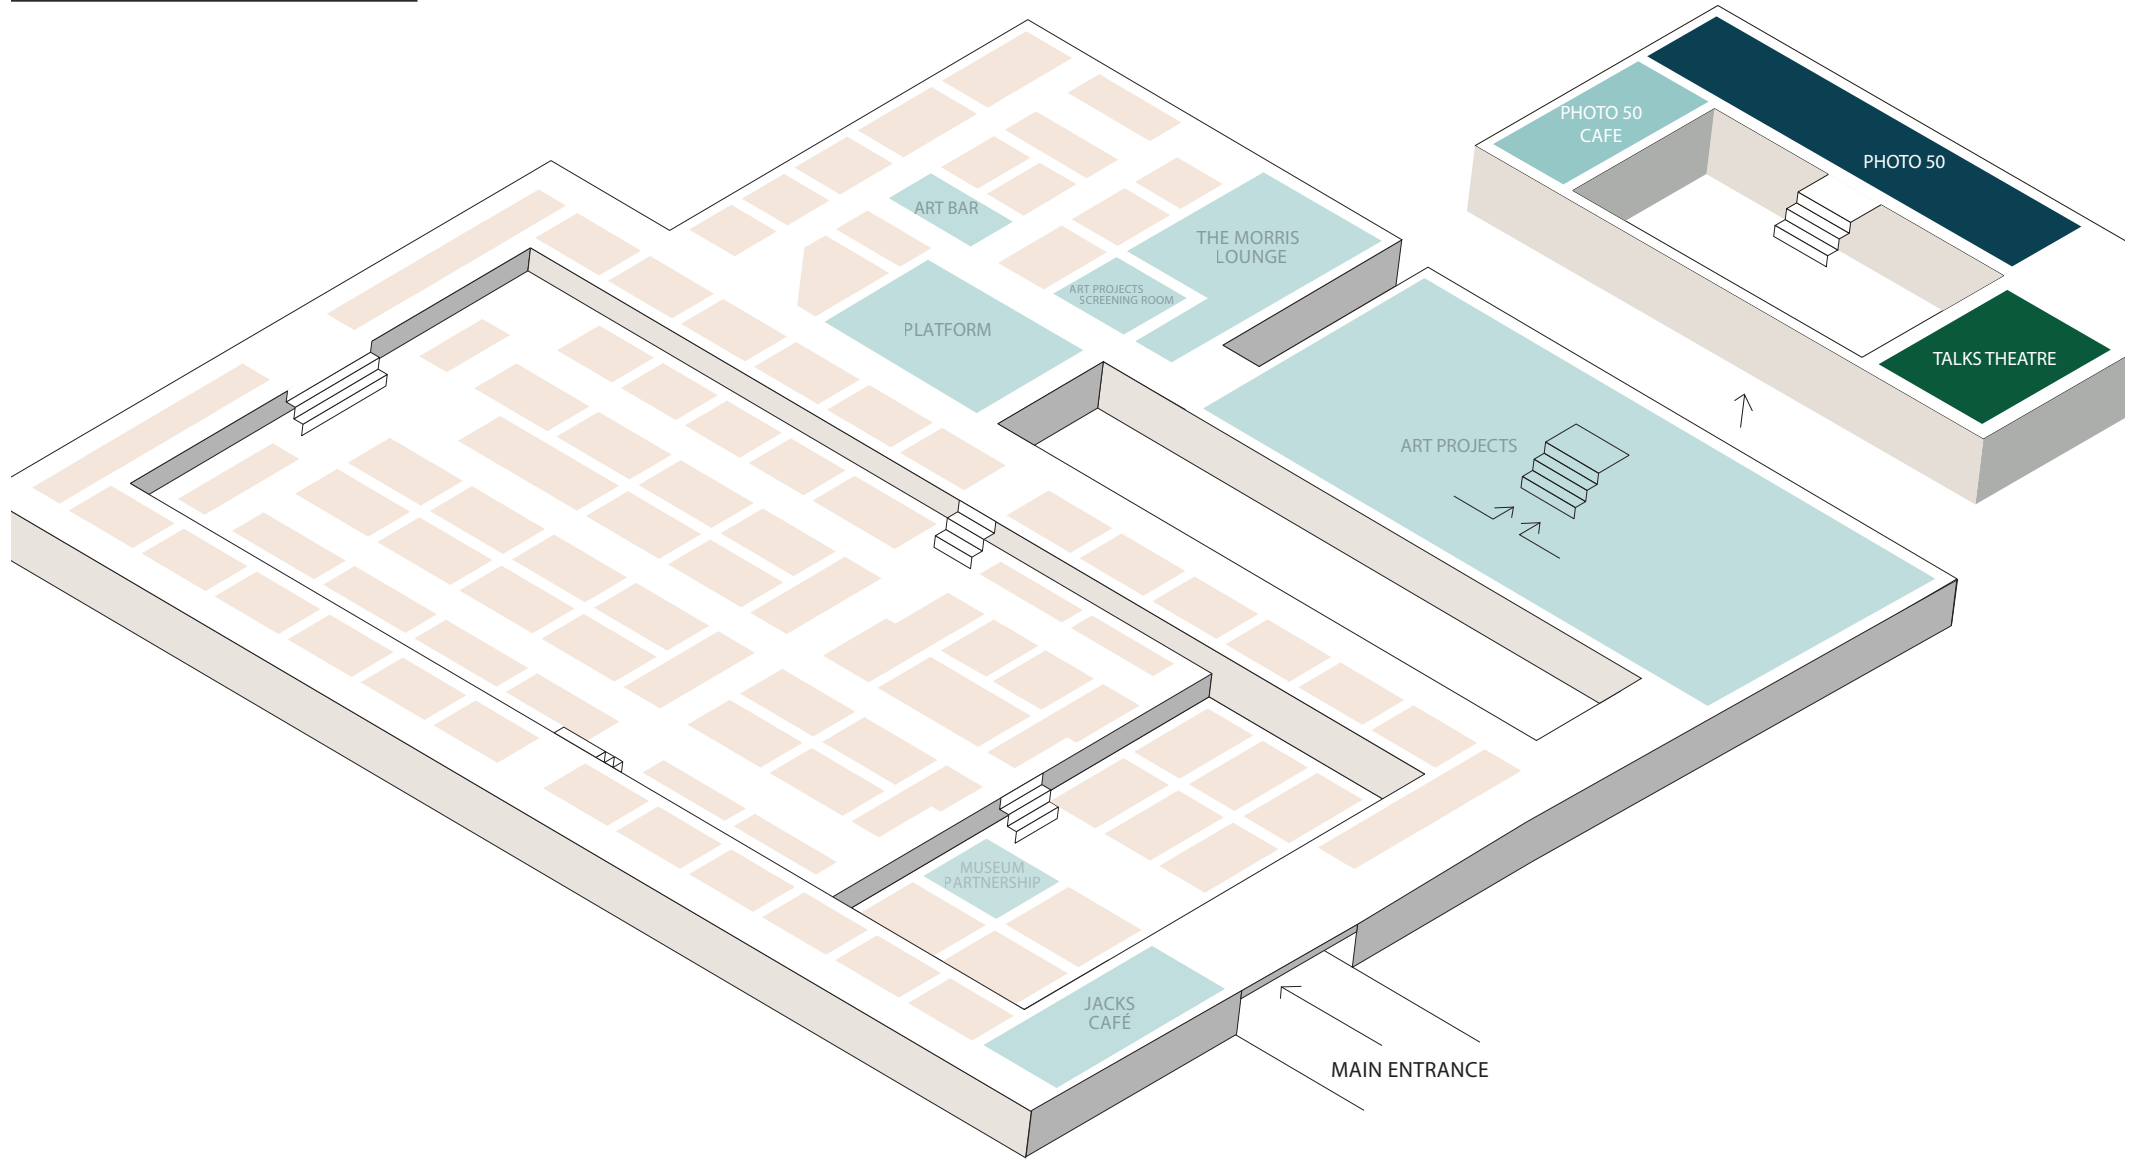 PHOTO 50
CAFE
PHOTO 50
ART BAR
THE MORRIS
LOUNGE
ART PROJECTS
SCREENING ROOM
PLATFORM
TALKS THEATRE
ART PROJECTS
MUSEUM
PARTNERSHIP
JACKS
CAFÉ
MAIN ENTRANCE